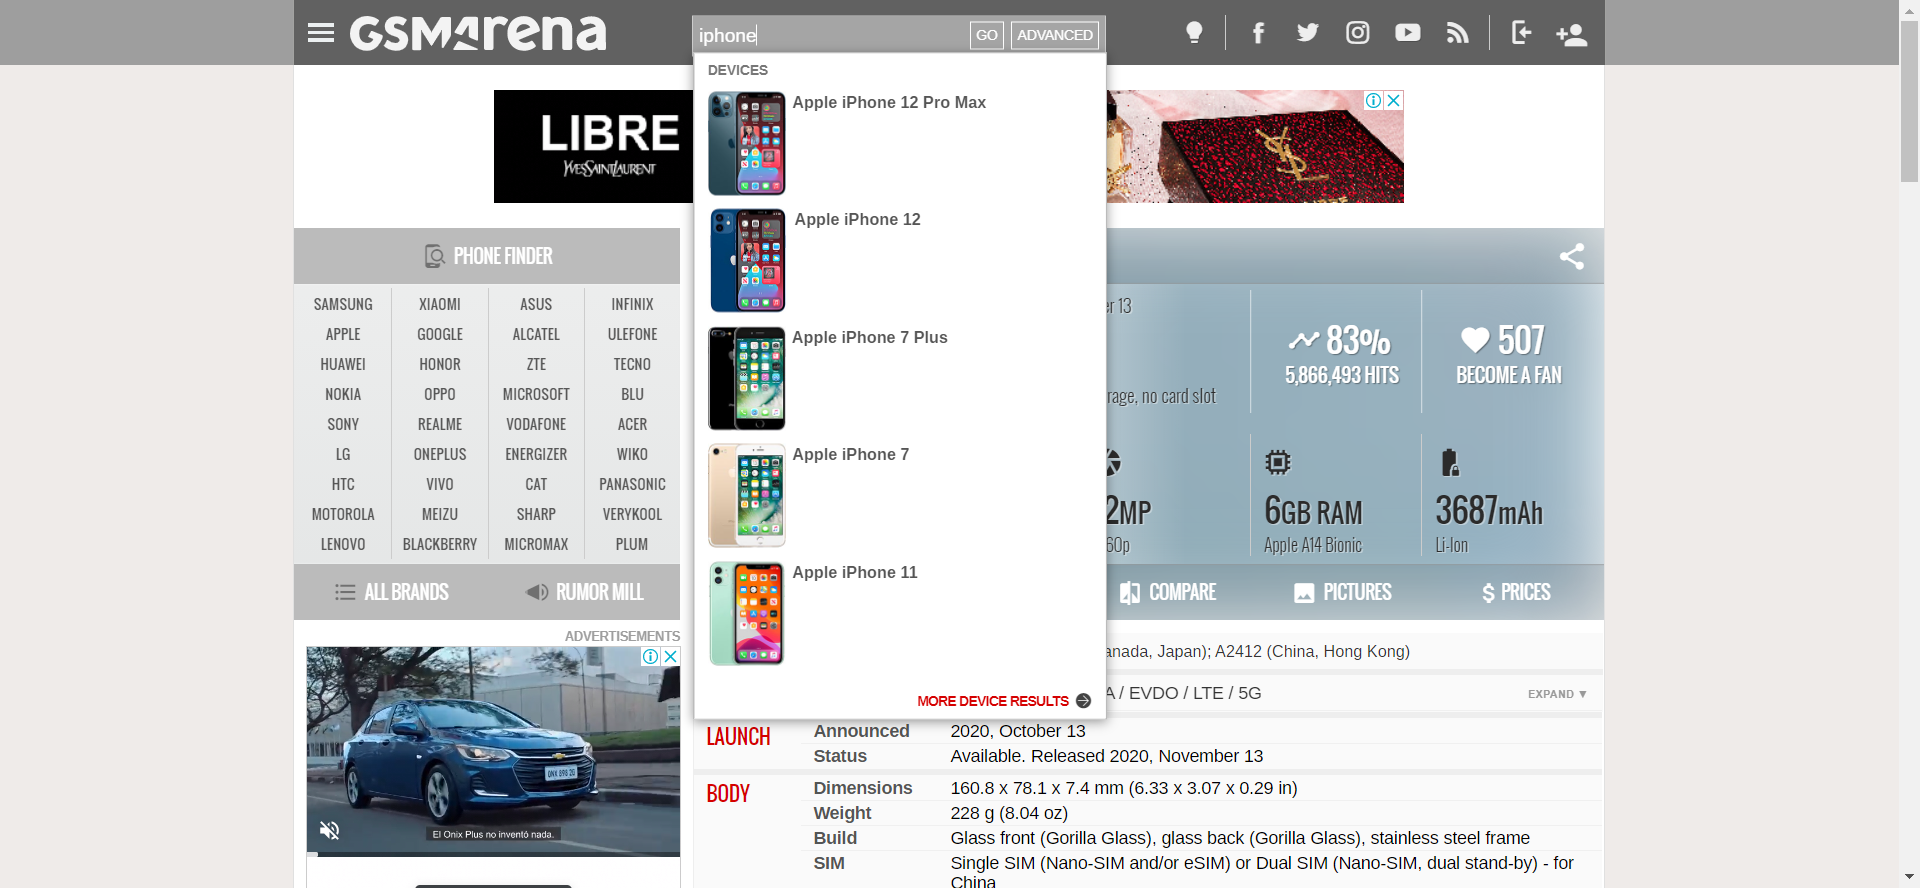 GSMArena
iphone
GO
ADVANCED
DEVICES
Apple iPhone 12 Pro Max
Apple iPhone 12
Apple iPhone 7 Plus
Apple iPhone 7
Apple iPhone 11
MORE DEVICE RESULTS
LIBRE
YVES SAINT LAURENT
PHONE FINDER
SAMSUNG XIAOMI ASUS INFINIX
APPLE GOOGLE ALCATEL ULEFONE
HUAWEI HONOR ZTE TECNO
NOKIA OPPO MICROSOFT BLU
SONY REALME VODAFONE ACER
LG ONEPLUS ENERGIZER WIKO
HTC VIVO CAT PANASONIC
MOTOROLA MEIZU SHARP VERYKOOL
LENOVO BLACKBERRY MICROMAX PLUM
ALL BRANDS
RUMOR MILL
ADVERTISEMENTS
ONX 898 20
El Onix Plus no inventó nada.
er 13
rage, no card slot
83%
5,866,493 HITS
507
BECOME A FAN
2MP
60p
6GB RAM
Apple A14 Bionic
3687mAh
Li-Ion
COMPARE
PICTURES
$ PRICES
anada, Japan); A2412 (China, Hong Kong)
A / EVDO / LTE / 5G
EXPAND ▼
LAUNCH
Announced 2020, October 13
Status Available. Released 2020, November 13
BODY
Dimensions 160.8 x 78.1 x 7.4 mm (6.33 x 3.07 x 0.29 in)
Weight 228 g (8.04 oz)
Build Glass front (Gorilla Glass), glass back (Gorilla Glass), stainless steel frame
SIM Single SIM (Nano-SIM and/or eSIM) or Dual SIM (Nano-SIM, dual stand-by) - for
China